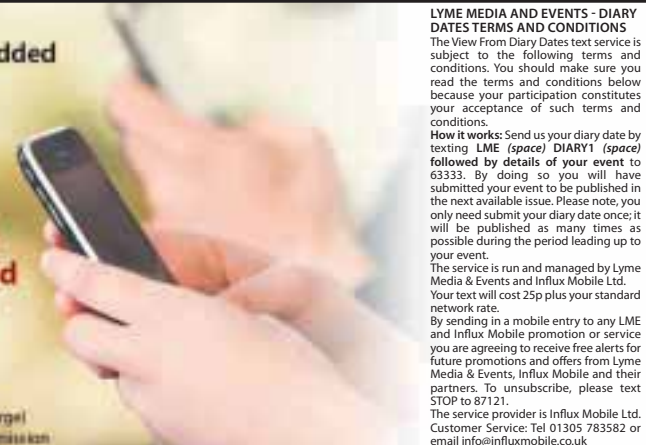 dded
d
rgel
mission
LYME MEDIA AND EVENTS - DIARY
DATES TERMS AND CONDITIONS
The View From Diary Dates text service is
subject to the following terms and
conditions. You should make sure you
read the terms and conditions below
because your participation constitutes
your acceptance of such terms and
conditions.
How it works: Send us your diary date by
texting LME (space) DIARY1 (space)
followed by details of your event to
63333. By doing so you will have
submitted your event to be published in
the next available issue. Please note, you
only need submit your diary date once; it
will be published as many times as
possible during the period leading up to
your event.
The service is run and managed by Lyme
Media & Events and Influx Mobile Ltd.
Your text will cost 25p plus your standard
network rate.
By sending in a mobile entry to any LME
and Influx Mobile promotion or service
you are agreeing to receive free alerts for
future promotions and offers from Lyme
Media & Events, Influx Mobile and their
partners. To unsubscribe, please text
STOP to 87121.
The service provider is Influx Mobile Ltd.
Customer Service: Tel 01305 783582 or
email info@influxmobile.co.uk